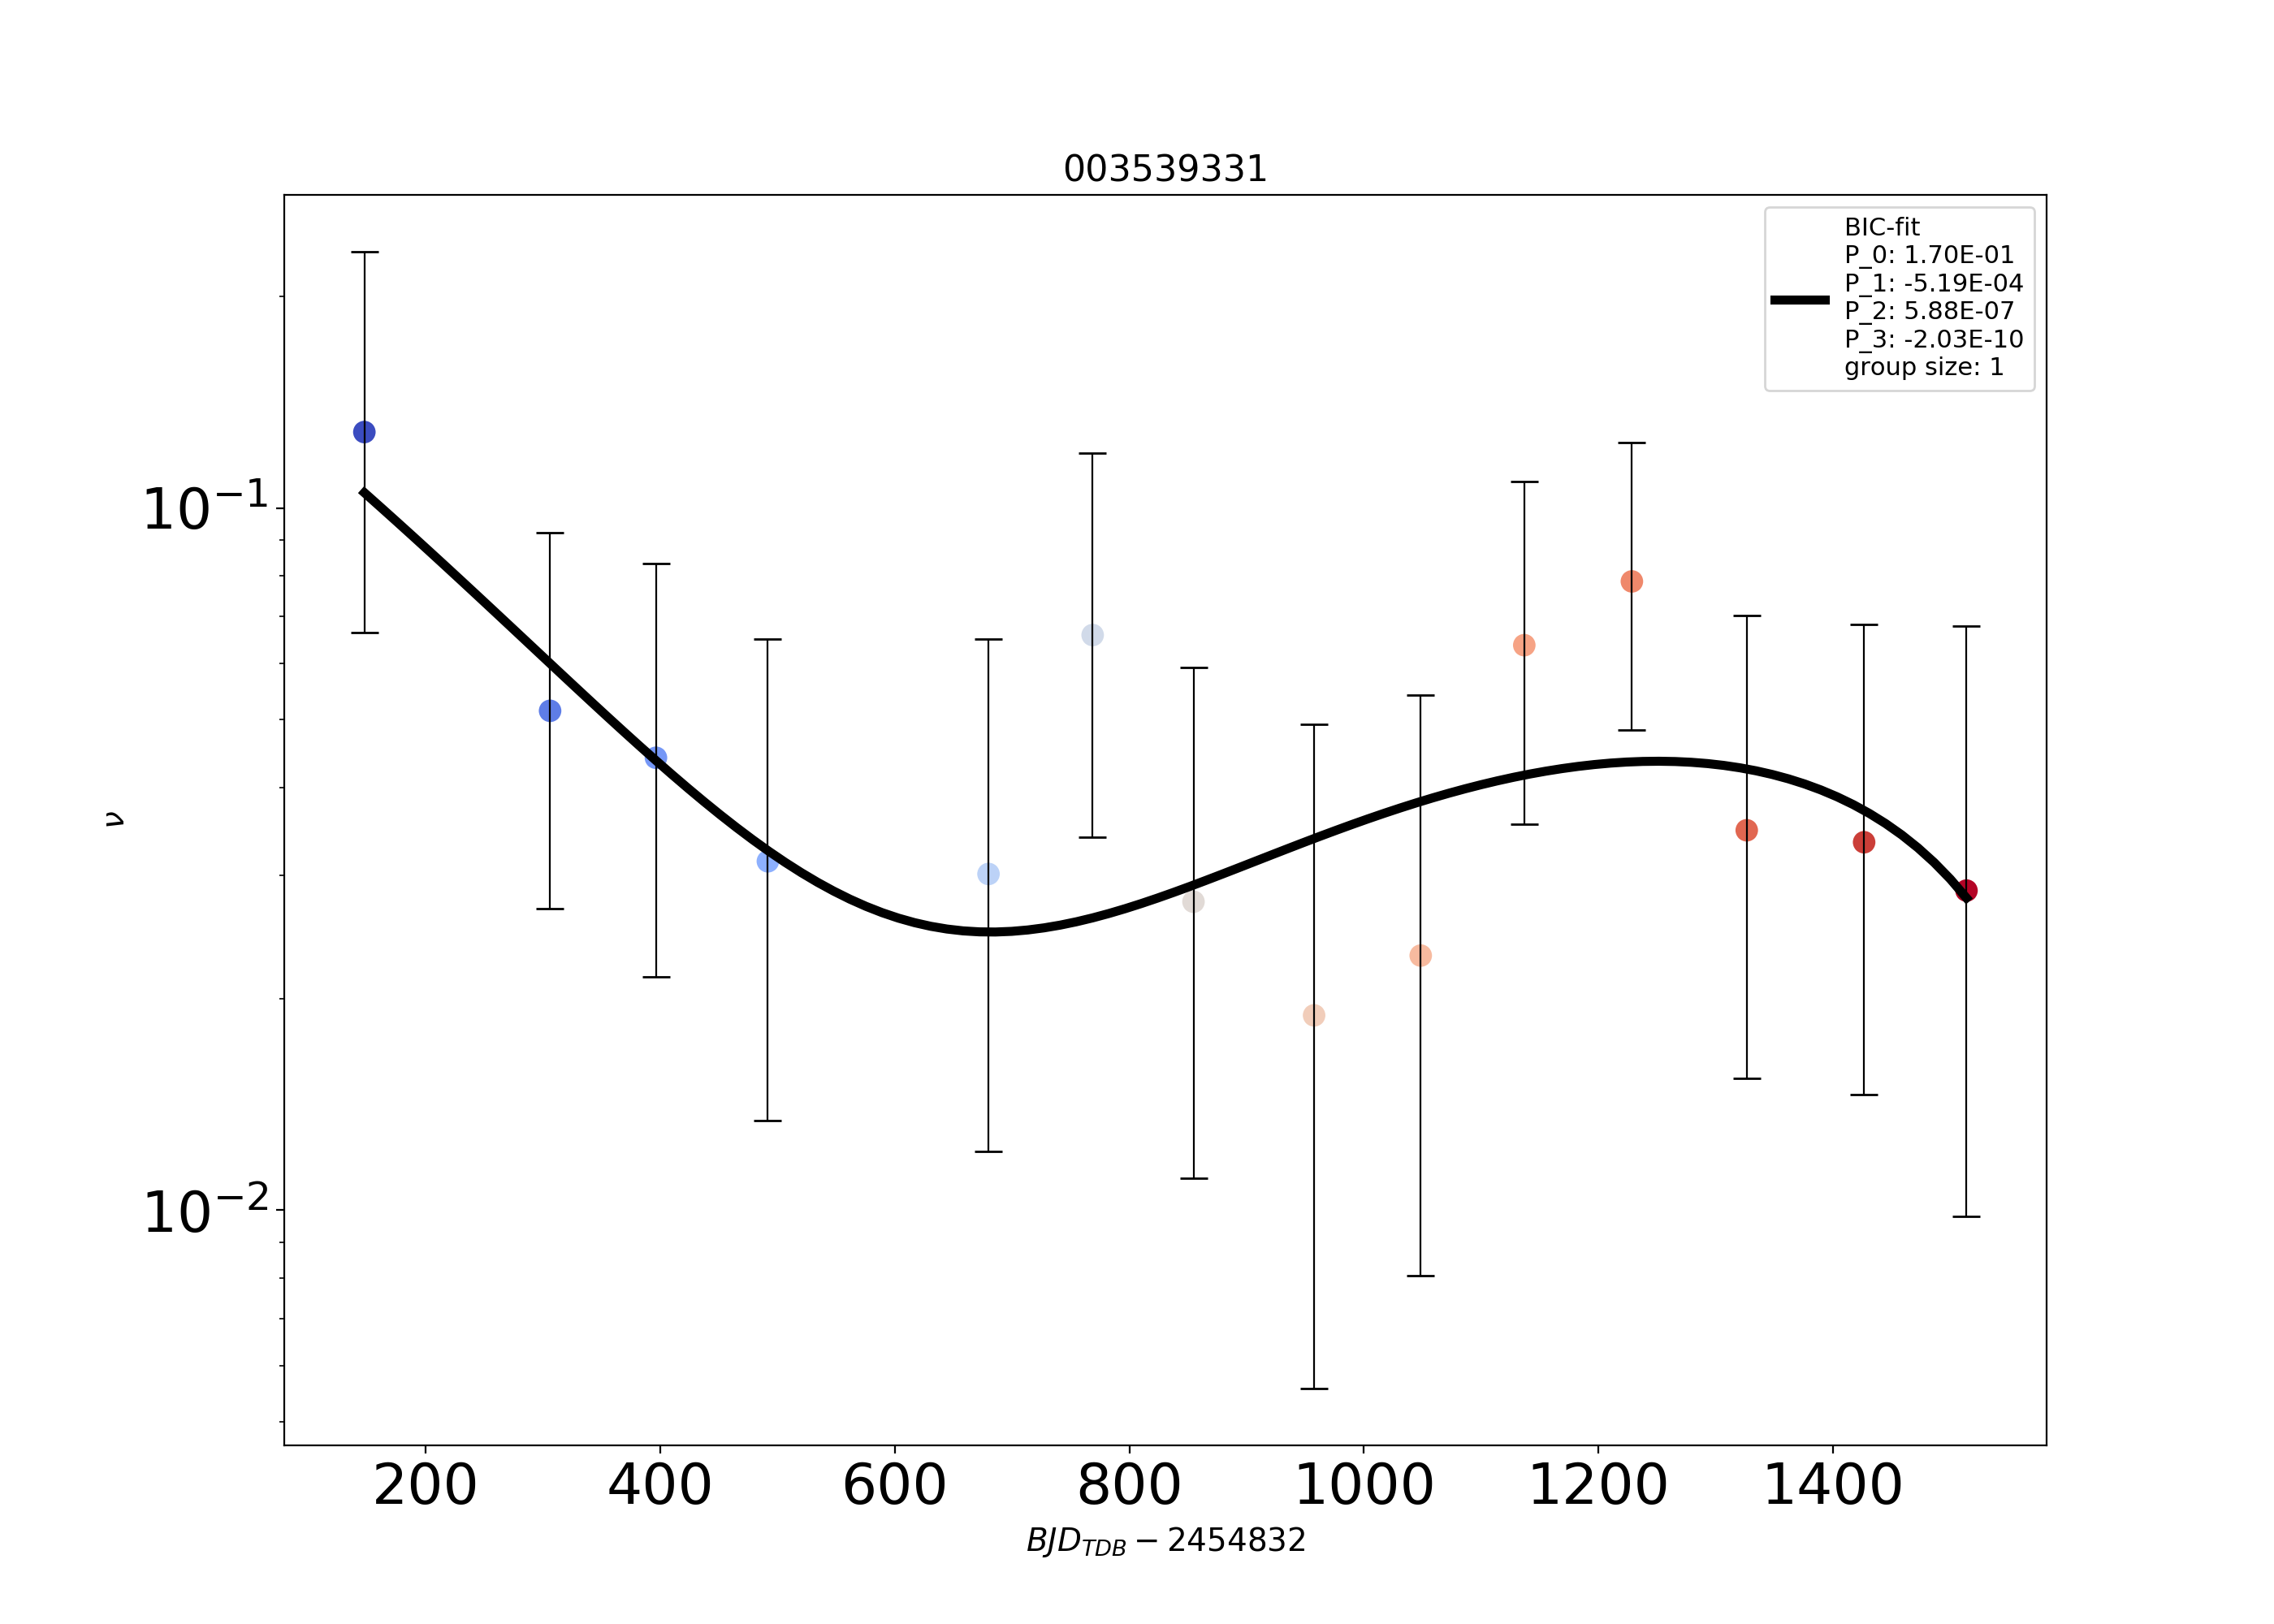 003539331
BIC-fit
P_0: 1.70E-01
P_1: -5.19E-04
P_2: 5.88E-07
P_3: -2.03E-10
group size: 1
10⁻¹
ν
10⁻²
200 400 600 800 1000 1200 1400
BJD_TDB − 2454832